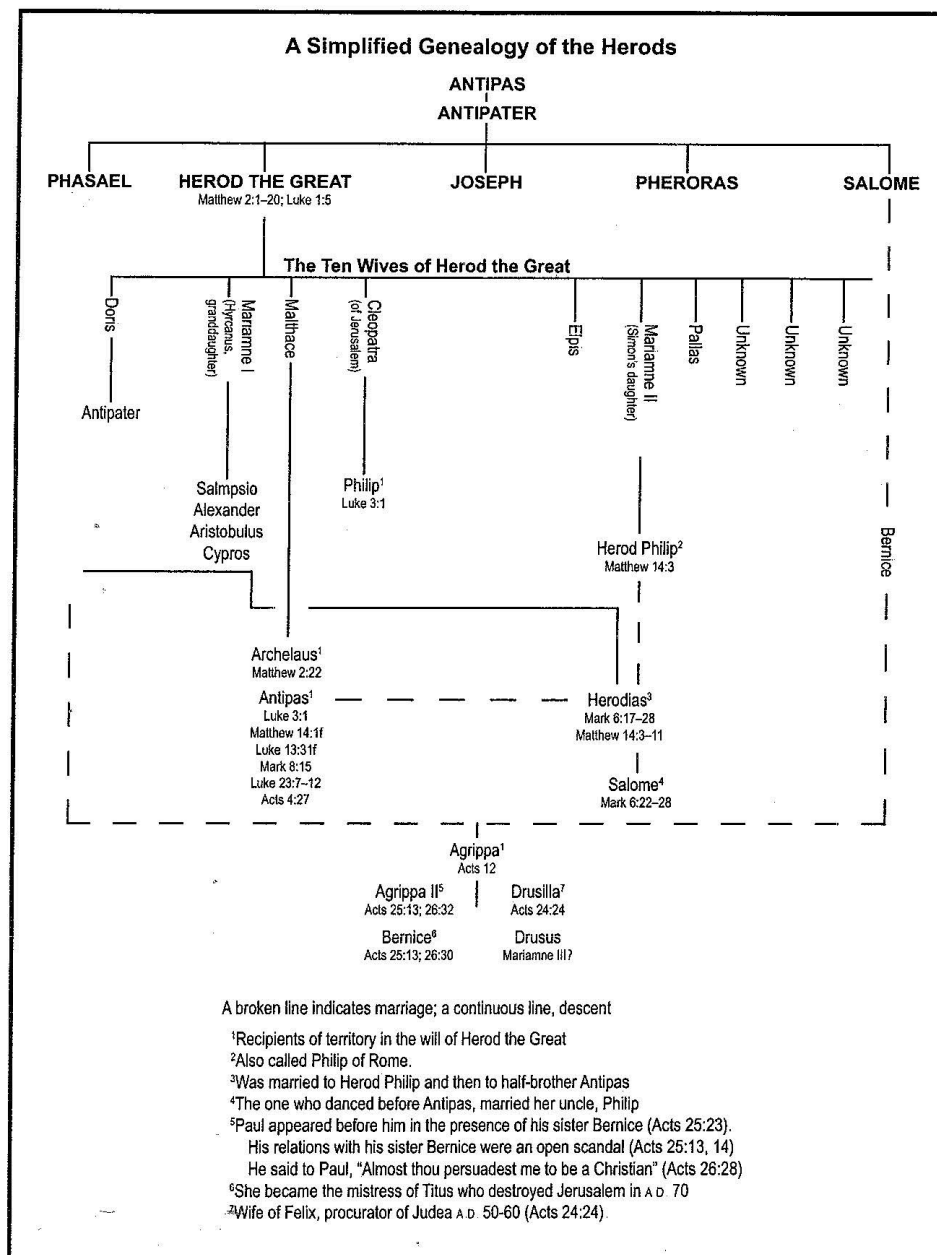 A Simplified Genealogy of the Herods
ANTIPAS
ANTIPATER
PHASAEL HEROD THE GREAT JOSEPH PHERORAS SALOME
Matthew 2:1–20; Luke 1:5
The Ten Wives of Herod the Great
Doris
Mariamne I
(Hyrcanus,
granddaughter)
Malthace
Cleopatra
(of Jerusalem)
Elpis
Mariamne II
(Simon's daughter)
Pallas
Unknown
Unknown
Unknown
Antipater
Salmpsio
Alexander
Aristobulus
Cypros
Philip¹
Luke 3:1
Herod Philip²
Matthew 14:3
Bernice
Archelaus¹
Matthew 2:22
Antipas¹
Luke 3:1
Matthew 14:1f
Luke 13:31f
Mark 8:15
Luke 23:7–12
Acts 4:27
Herodias³
Mark 6:17–28
Matthew 14:3–11
Salome⁴
Mark 6:22–28
Agrippa¹
Acts 12
Agrippa II⁵
Acts 25:13; 26:32
Drusilla⁷
Acts 24:24
Bernice⁶
Acts 25:13; 26:30
Drusus
Mariamne III?
A broken line indicates marriage; a continuous line, descent
¹Recipients of territory in the will of Herod the Great
²Also called Philip of Rome.
³Was married to Herod Philip and then to half-brother Antipas
⁴The one who danced before Antipas, married her uncle, Philip
⁵Paul appeared before him in the presence of his sister Bernice (Acts 25:23).
His relations with his sister Bernice were an open scandal (Acts 25:13, 14)
He said to Paul, “Almost thou persuadest me to be a Christian” (Acts 26:28)
⁶She became the mistress of Titus who destroyed Jerusalem in A.D. 70
⁷Wife of Felix, procurator of Judea A.D. 50-60 (Acts 24:24)